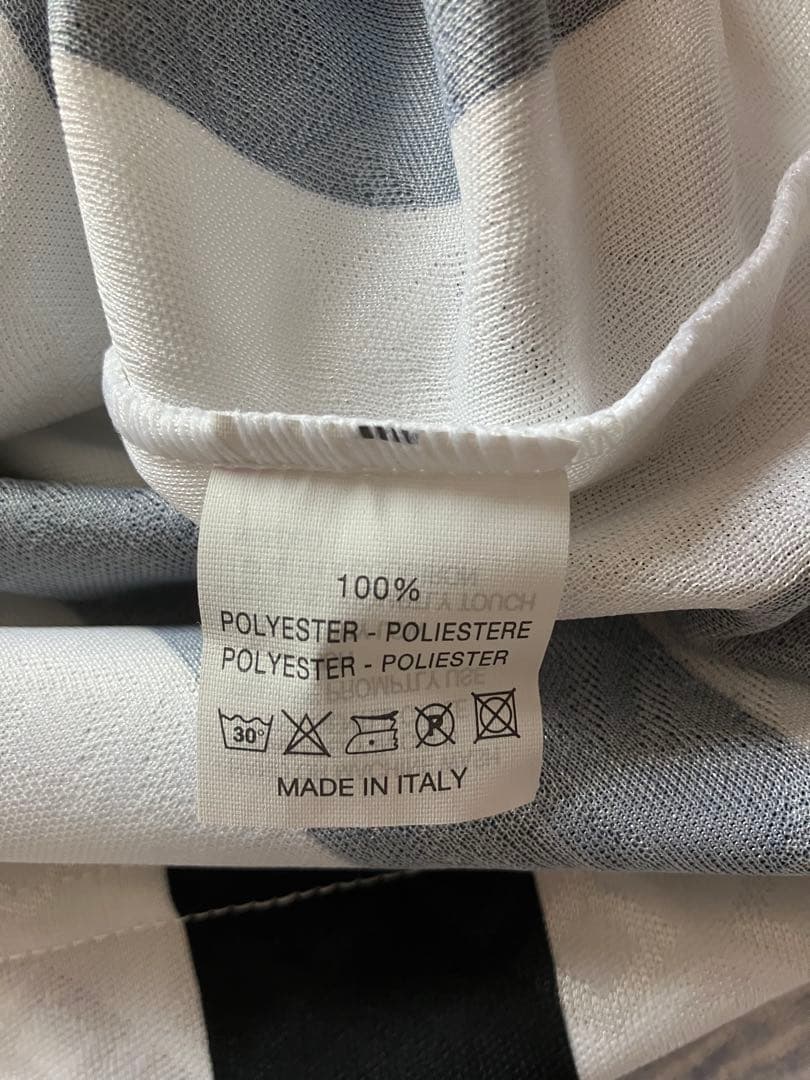 100%
POLYESTER - POLIESTERE
POLYESTER - POLIESTER
30°
P
MADE IN ITALY